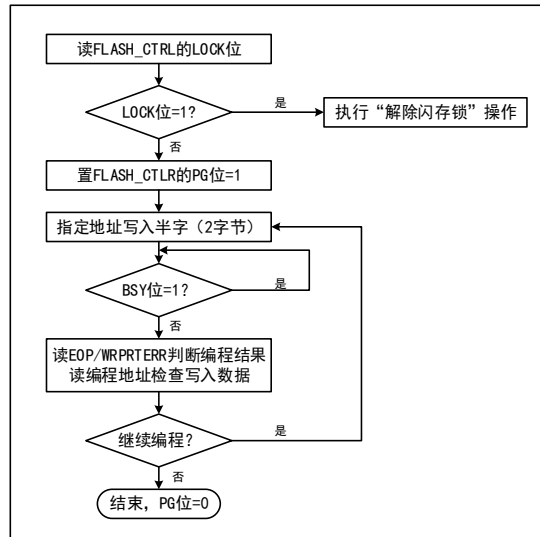 读FLASH_CTRL的LOCK位
LOCK位=1?
是
执行“解除闪存锁”操作
否
置FLASH_CTLR的PG位=1
指定地址写入半字（2字节）
BSY位=1?
是
否
读EOP/WRPRTERR判断编程结果
读编程地址检查写入数据
继续编程?
是
否
结束，PG位=0